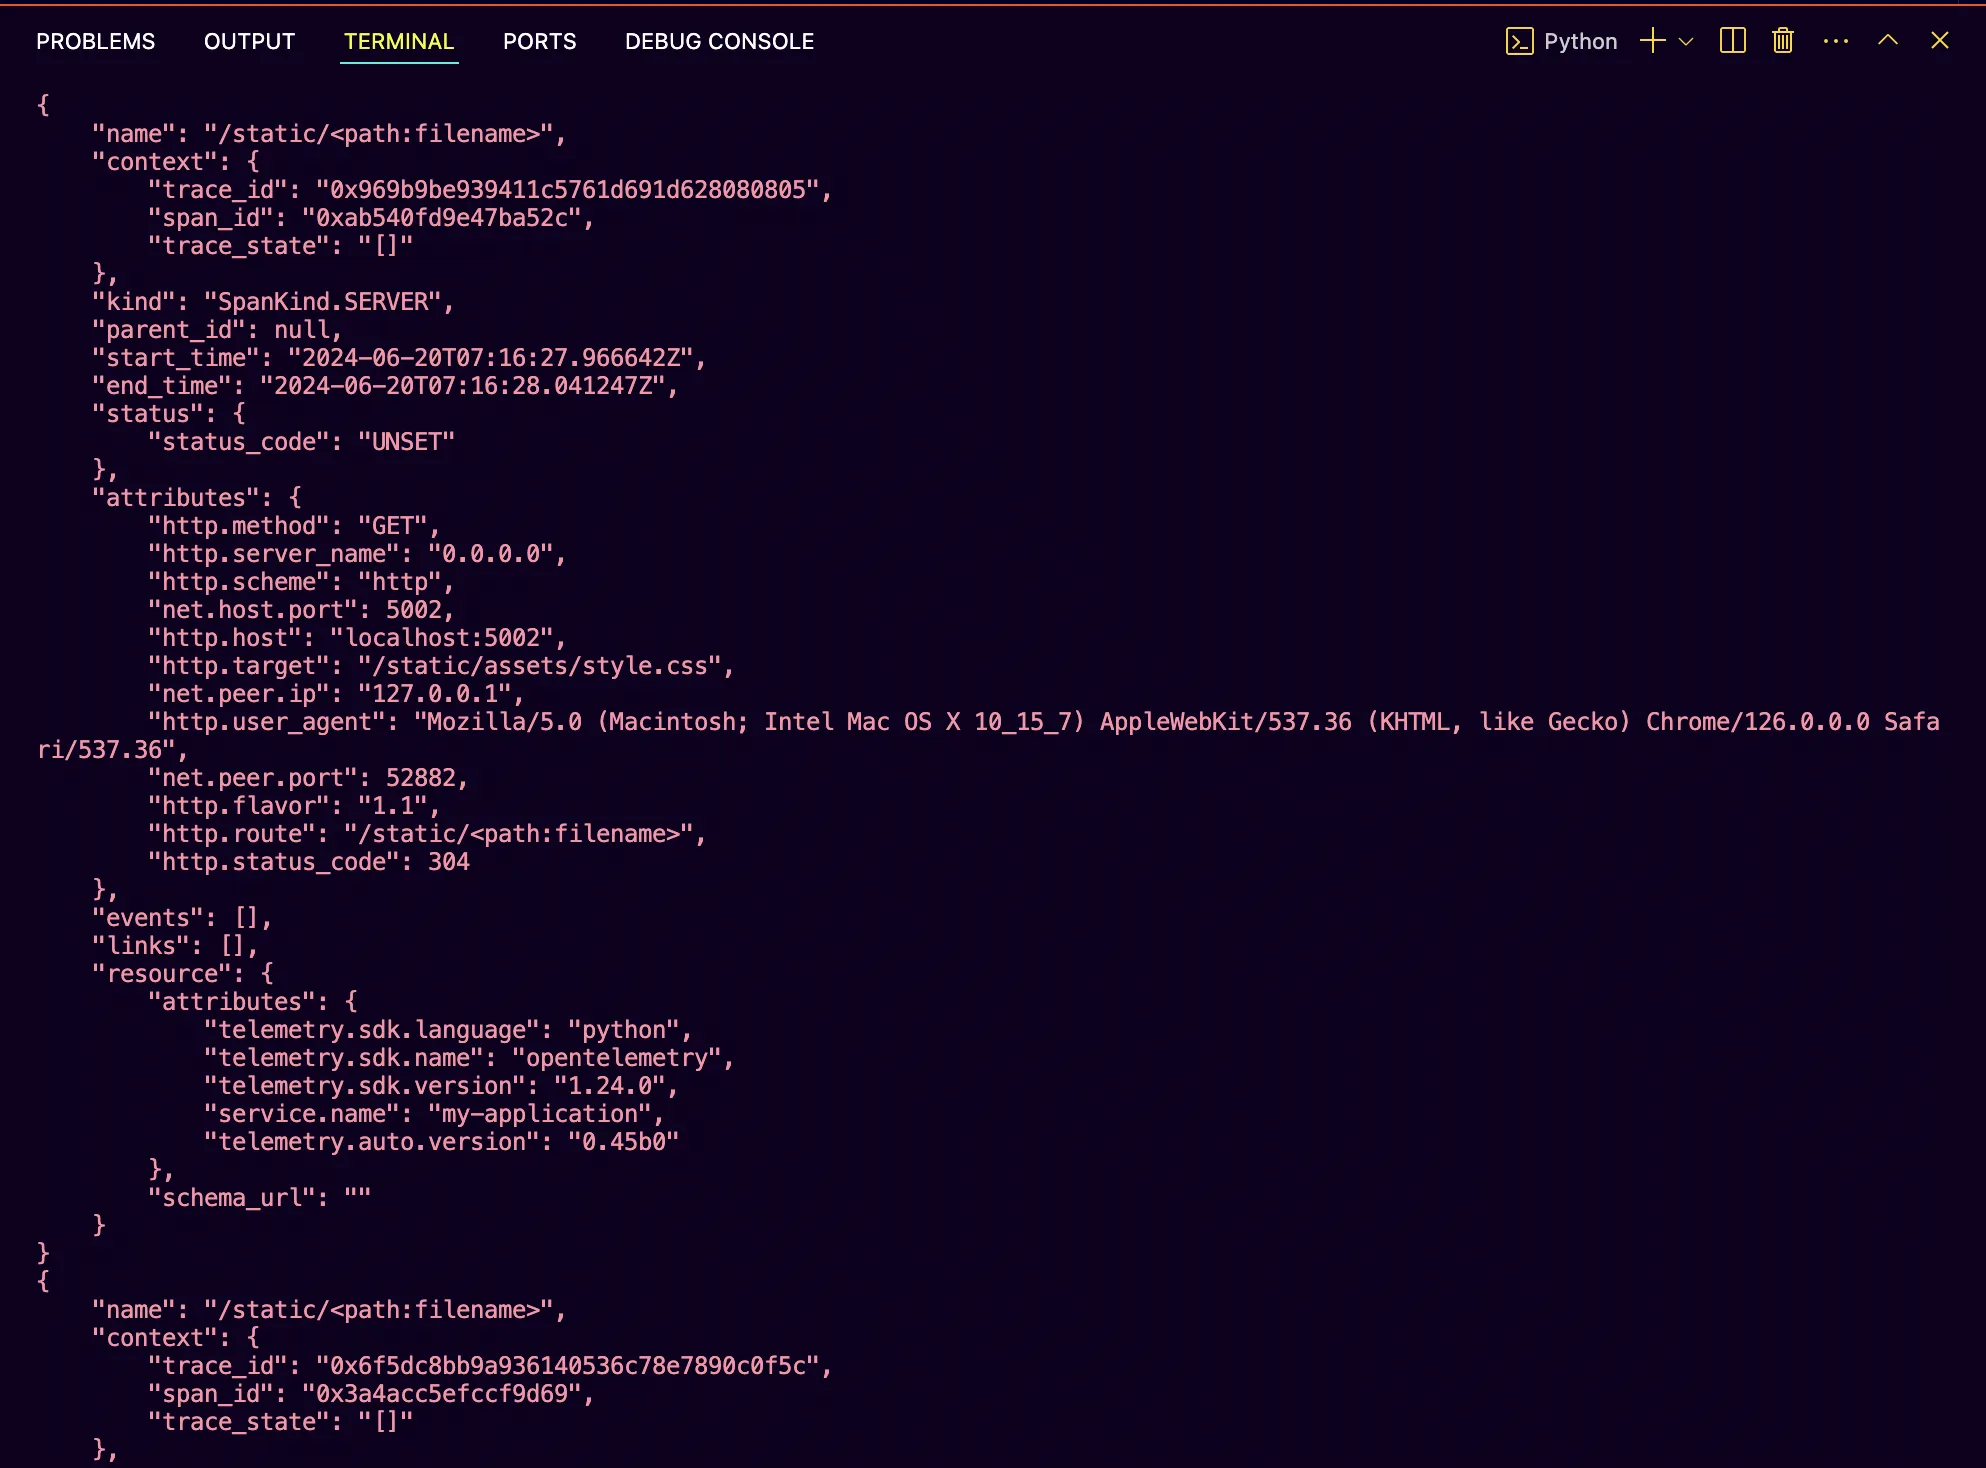 PROBLEMS OUTPUT TERMINAL PORTS DEBUG CONSOLE Python
{
    "name": "/static/<path:filename>",
    "context": {
        "trace_id": "0x969b9be939411c5761d691d628080805",
        "span_id": "0xab540fd9e47ba52c",
        "trace_state": "[]"
    },
    "kind": "SpanKind.SERVER",
    "parent_id": null,
    "start_time": "2024-06-20T07:16:27.966642Z",
    "end_time": "2024-06-20T07:16:28.041247Z",
    "status": {
        "status_code": "UNSET"
    },
    "attributes": {
        "http.method": "GET",
        "http.server_name": "0.0.0.0",
        "http.scheme": "http",
        "net.host.port": 5002,
        "http.host": "localhost:5002",
        "http.target": "/static/assets/style.css",
        "net.peer.ip": "127.0.0.1",
        "http.user_agent": "Mozilla/5.0 (Macintosh; Intel Mac OS X 10_15_7) AppleWebKit/537.36 (KHTML, like Gecko) Chrome/126.0.0.0 Safa
ri/537.36",
        "net.peer.port": 52882,
        "http.flavor": "1.1",
        "http.route": "/static/<path:filename>",
        "http.status_code": 304
    },
    "events": [],
    "links": [],
    "resource": {
        "attributes": {
            "telemetry.sdk.language": "python",
            "telemetry.sdk.name": "opentelemetry",
            "telemetry.sdk.version": "1.24.0",
            "service.name": "my-application",
            "telemetry.auto.version": "0.45b0"
        },
        "schema_url": ""
    }
}
{
    "name": "/static/<path:filename>",
    "context": {
        "trace_id": "0x6f5dc8bb9a936140536c78e7890c0f5c",
        "span_id": "0x3a4acc5efccf9d69",
        "trace_state": "[]"
    },